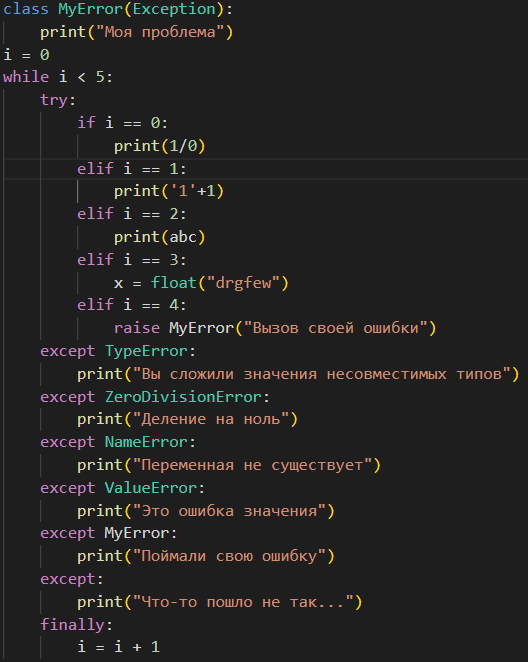 class MyError(Exception):
    print("Моя проблема")
i = 0
while i < 5:
    try:
        if i == 0:
            print(1/0)
        elif i == 1:
            print('1'+1)
        elif i == 2:
            print(abc)
        elif i == 3:
            x = float("drgfew")
        elif i == 4:
            raise MyError("Вызов своей ошибки")
    except TypeError:
        print("Вы сложили значения несовместимых типов")
    except ZeroDivisionError:
        print("Деление на ноль")
    except NameError:
        print("Переменная не существует")
    except ValueError:
        print("Это ошибка значения")
    except MyError:
        print("Поймали свою ошибку")
    except:
        print("Что-то пошло не так...")
    finally:
        i = i + 1